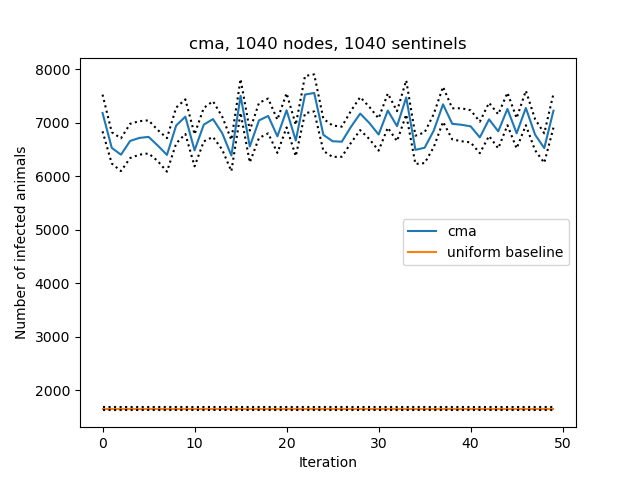 cma, 1040 nodes, 1040 sentinels
8000
7000
6000
5000
4000
3000
2000
Number of infected animals
cma
uniform baseline
0 10 20 30 40 50
Iteration